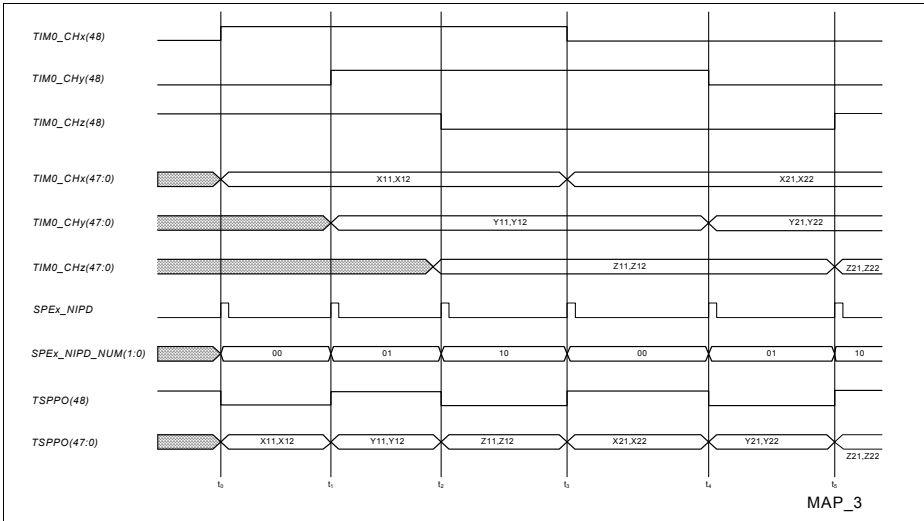 TIM0_CHx(48)
TIM0_CHy(48)
TIM0_CHz(48)
TIM0_CHx(47:0) X11,X12 X21,X22
TIM0_CHy(47:0) Y11,Y12 Y21,Y22
TIM0_CHz(47:0) Z11,Z12 Z21,Z22
SPEx_NIPD
SPEx_NIPD_NUM(1:0) 00 01 10 00 01 10
TSPPO(48)
TSPPO(47:0) X11,X12 Y11,Y12 Z11,Z12 X21,X22 Y21,Y22 Z21,Z22
t0 t1 t2 t3 t4 t5
MAP_3